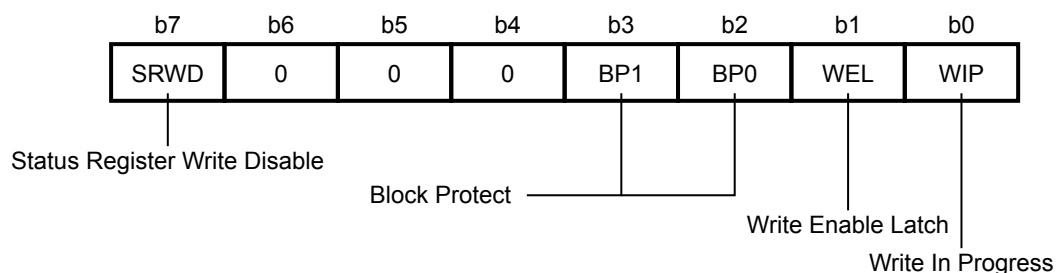 b7 b6 b5 b4 b3 b2 b1 b0
SRWD 0 0 0 BP1 BP0 WEL WIP
Status Register Write Disable
Block Protect
Write Enable Latch
Write In Progress